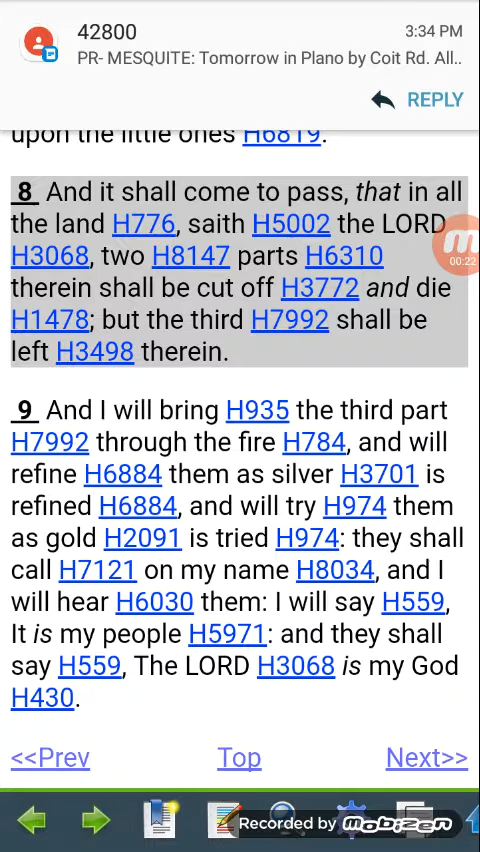 42800
3:34 PM
PR- MESQUITE: Tomorrow in Plano by Coit Rd. All..
REPLY
upon the little ones H6819.
8 And it shall come to pass, that in all
the land H776, saith H5002 the LORD
H3068, two H8147 parts H6310
therein shall be cut off H3772 and die
H1478; but the third H7992 shall be
left H3498 therein.
00:22
9 And I will bring H935 the third part
H7992 through the fire H784, and will
refine H6884 them as silver H3701 is
refined H6884, and will try H974 them
as gold H2091 is tried H974: they shall
call H7121 on my name H8034, and I
will hear H6030 them: I will say H559,
It is my people H5971: and they shall
say H559, The LORD H3068 is my God
H430.
<<Prev Top Next>>
Recorded by mobizen